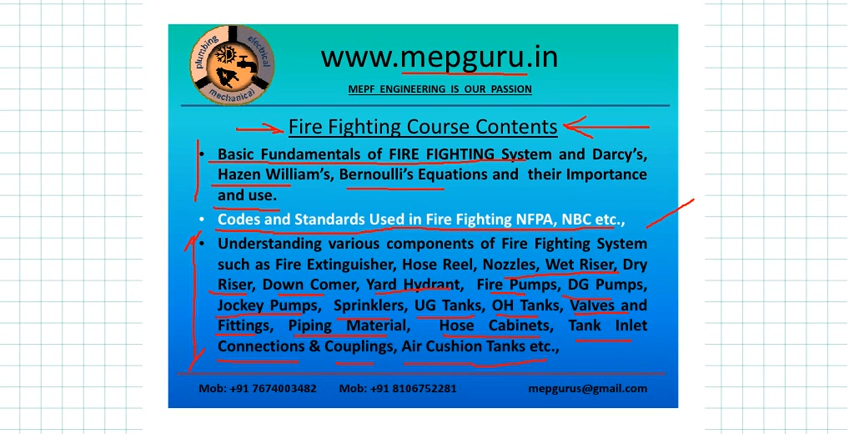 plumbing
electrical
mechanical
www.mepguru.in
MEPF ENGINEERING IS OUR PASSION
Fire Fighting Course Contents
• Basic Fundamentals of FIRE FIGHTING System and Darcy's,
Hazen William's, Bernoulli's Equations and their Importance
and use.
• Codes and Standards Used in Fire Fighting NFPA, NBC etc.,
• Understanding various components of Fire Fighting System
such as Fire Extinguisher, Hose Reel, Nozzles, Wet Riser, Dry
Riser, Down Comer, Yard Hydrant, Fire Pumps, DG Pumps,
Jockey Pumps, Sprinklers, UG Tanks, OH Tanks, Valves and
Fittings, Piping Material, Hose Cabinets, Tank Inlet
Connections & Couplings, Air Cushion Tanks etc.,
Mob: +91 7674003482 Mob: +91 8106752281 mepgurus@gmail.com